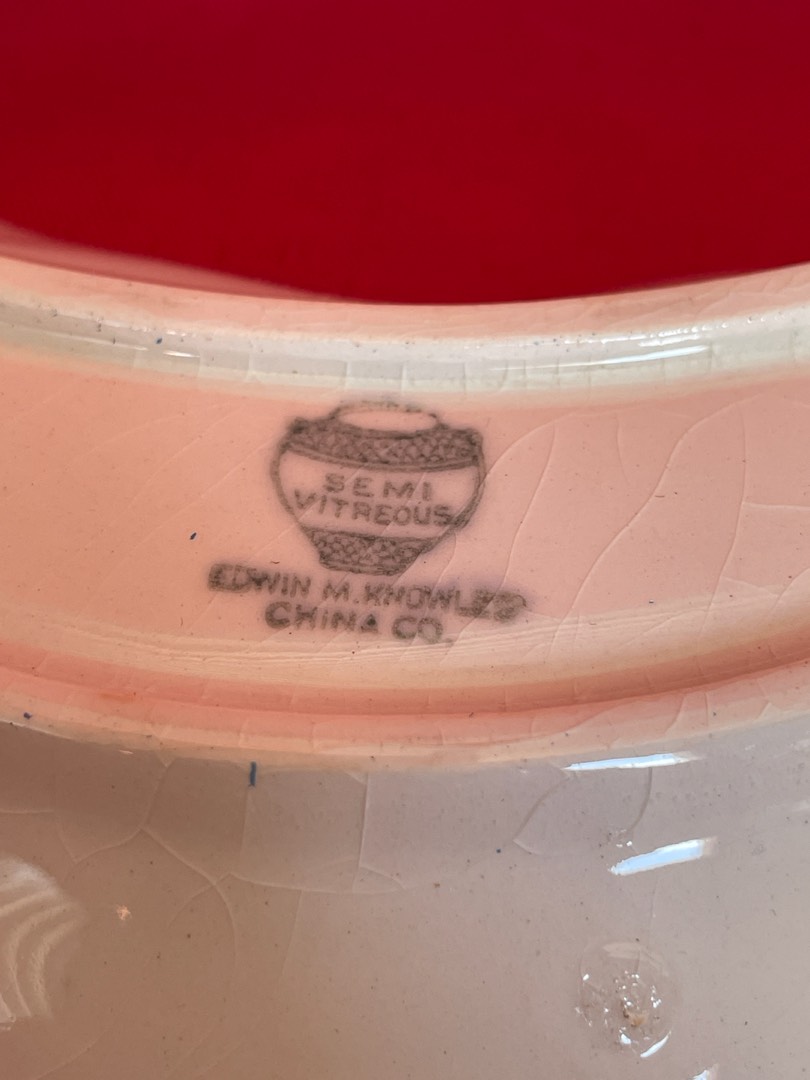 SEMI
VITREOUS
EDWIN M. KNOWLES
CHINA CO.